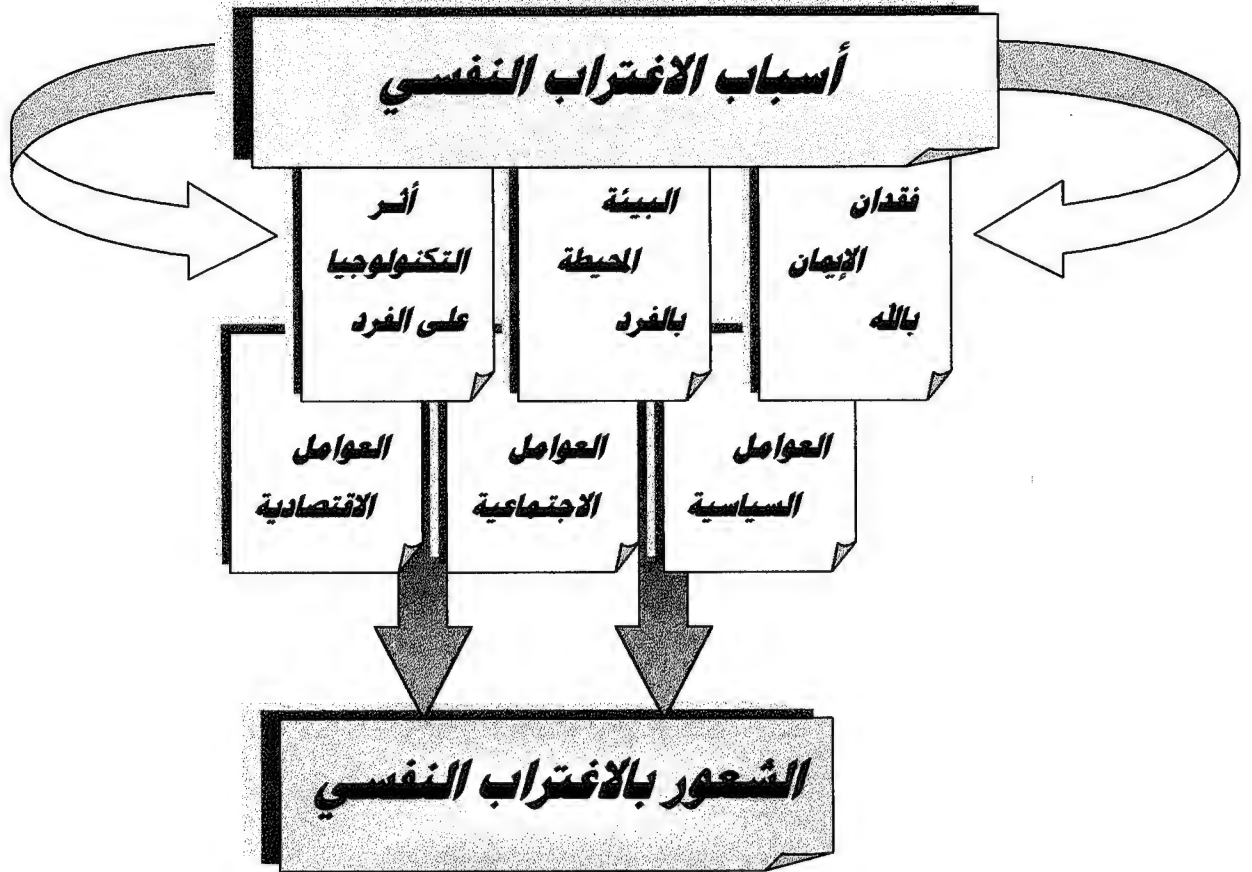 أسباب الاغتراب النفسي
فقدان
الإيمان
بالله
البيئة
المحيطة
بالفرد
أثر
التكنولوجيا
على الفرد
العوامل
السياسية
العوامل
الاجتماعية
العوامل
الاقتصادية
الشعور بالاغتراب النفسي